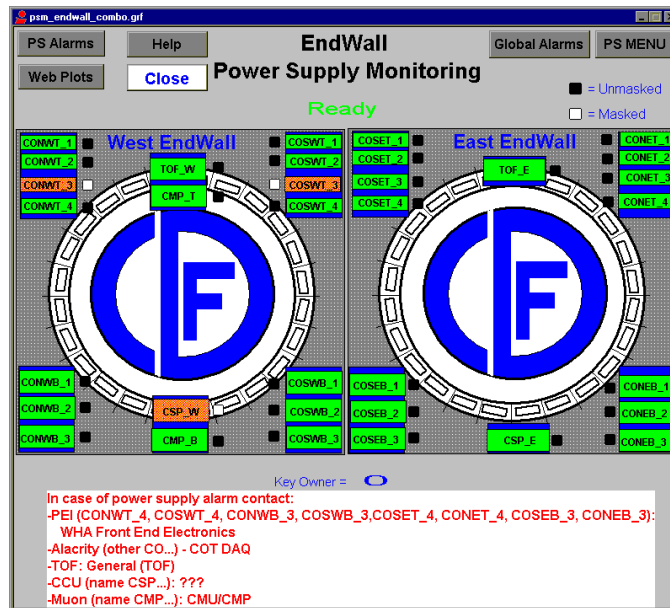 psm_endwall_combo.grf
PS Alarms
Help
EndWall
Global Alarms
PS MENU
Web Plots
Close
Power Supply Monitoring
= Unmasked
Ready
= Masked
West EndWall
CONWT_1
CONWT_2
CONWT_3
CONWT_4
TOF_W
CMP_T
COSWT_1
COSWT_2
COSWT_3
COSWT_4
CDF
CONWB_1
CONWB_2
CONWB_3
CSP_W
CMP_B
COSWB_1
COSWB_2
COSWB_3
East EndWall
COSET_1
COSET_2
COSET_3
COSET_4
TOF_E
CONET_1
CONET_2
CONET_3
CONET_4
CDF
COSEB_1
COSEB_2
COSEB_3
CSP_E
CONEB_1
CONEB_2
CONEB_3
Key Owner = 0
In case of power supply alarm contact:
-PEI (CONWT_4, COSWT_4, CONWB_3, COSWB_3,COSET_4, CONET_4, COSEB_3, CONEB_3):
WHA Front End Electronics
-Alacrity (other CO...) - COT DAQ
-TOF: General (TOF)
-CCU (name CSP...): ???
-Muon (name CMP...): CMU/CMP